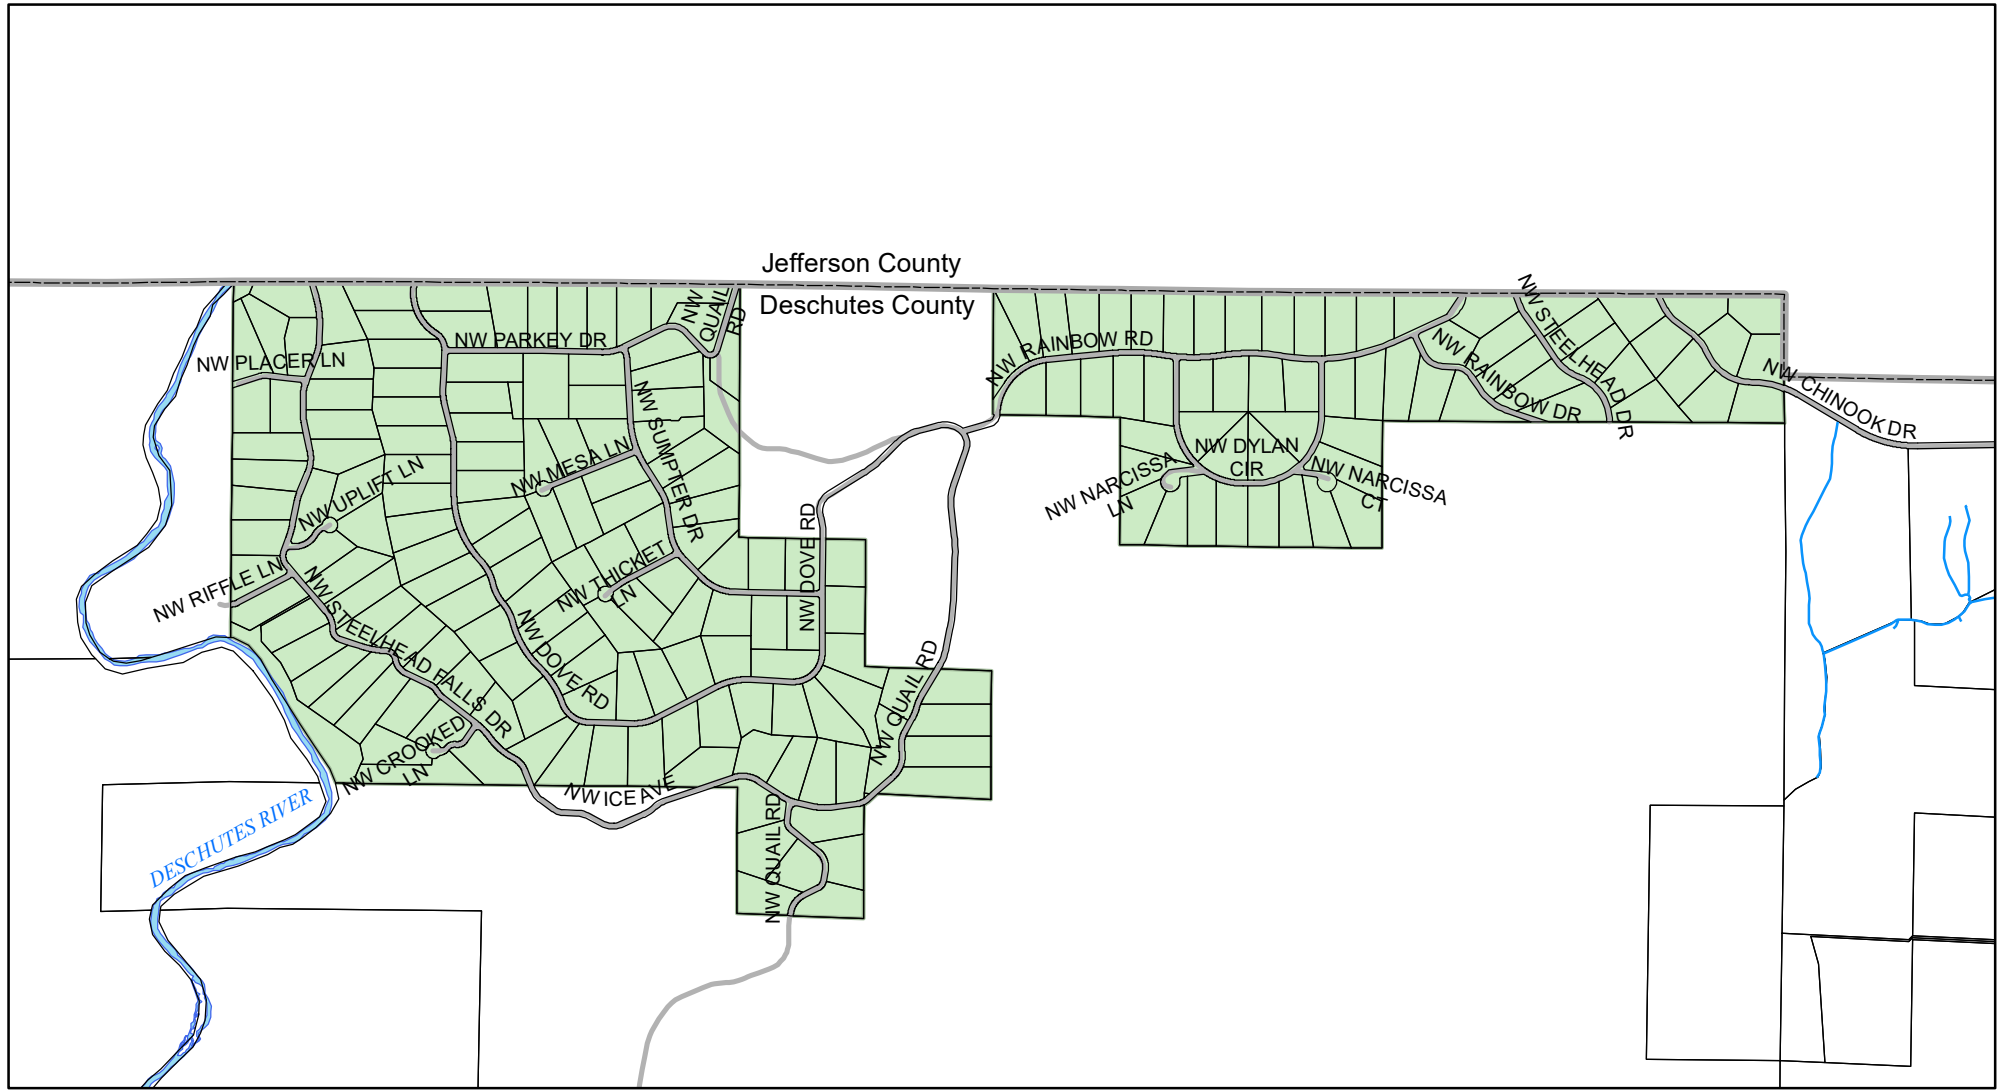 Jefferson County
Deschutes County
NW
QUAIL
RD
NW PARKEY DR
NW PLACER LN
NW RAINBOW RD
NW STEELHEAD DR
NW RAINBOW DR
NW CHINOOK DR
NW SUMPTER DR
NW MESA LN
NW UPLIFT LN
NW DYLAN
CIR
NW NARCISSA
LN
NW NARCISSA
CT
NW DOVE RD
NW THICKET
LN
NW RIFFLE LN
NW STEELHEAD FALLS DR
NW DOVE RD
NW QUAIL RD
NW CROOKED
LN
NW ICE AVE
NW QUAIL RD
DESCHUTES RIVER